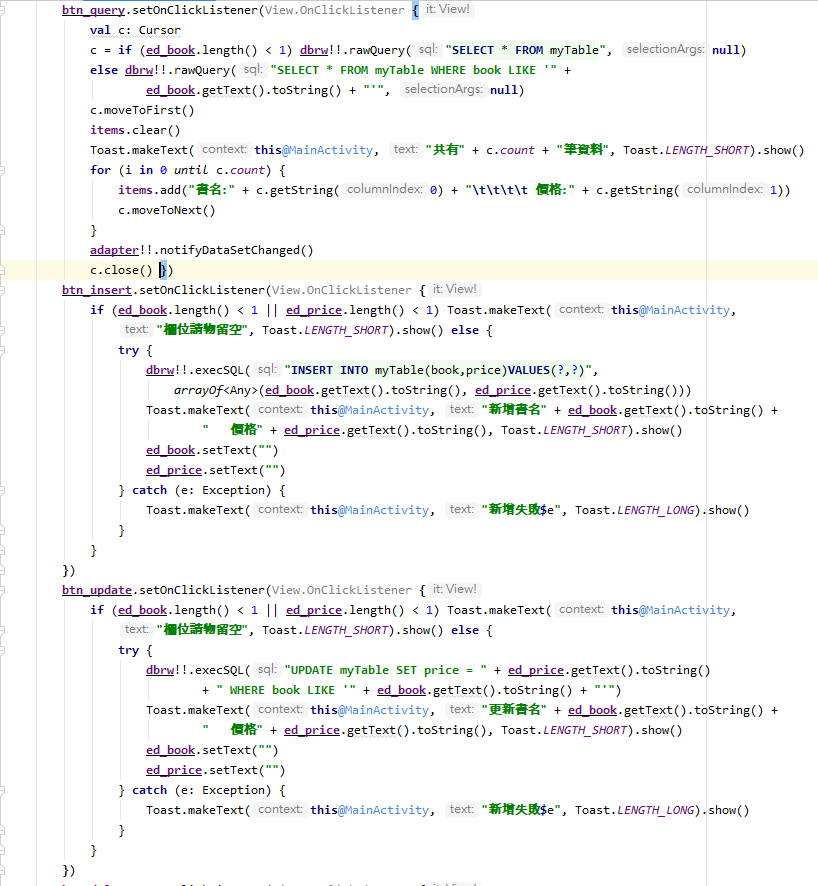 btn_query.setOnClickListener(View.OnClickListener { it: View!
val c: Cursor
c = if (ed_book.length() < 1) dbrw!!.rawQuery( sql: "SELECT * FROM myTable", selectionArgs: null)
else dbrw!!.rawQuery( sql: "SELECT * FROM myTable WHERE book LIKE '" +
ed_book.getText().toString() + "'", selectionArgs: null)
c.moveToFirst()
items.clear()
Toast.makeText( context: this@MainActivity, text: "共有" + c.count + "筆資料", Toast.LENGTH_SHORT).show()
for (i in 0 until c.count) {
items.add("書名:" + c.getString( columnIndex: 0) + "\t\t\t\t 價格:" + c.getString( columnIndex: 1))
c.moveToNext()
}
adapter!!.notifyDataSetChanged()
c.close() })
btn_insert.setOnClickListener(View.OnClickListener { it: View!
if (ed_book.length() < 1 || ed_price.length() < 1) Toast.makeText( context: this@MainActivity,
text: "欄位請物留空", Toast.LENGTH_SHORT).show() else {
try {
dbrw!!.execSQL( sql: "INSERT INTO myTable(book,price)VALUES(?,?)",
arrayOf<Any>(ed_book.getText().toString(), ed_price.getText().toString()))
Toast.makeText( context: this@MainActivity, text: "新增書名" + ed_book.getText().toString() +
"   價格" + ed_price.getText().toString(), Toast.LENGTH_SHORT).show()
ed_book.setText("")
ed_price.setText("")
} catch (e: Exception) {
Toast.makeText( context: this@MainActivity, text: "新增失敗$e", Toast.LENGTH_LONG).show()
}
}
})
btn_update.setOnClickListener(View.OnClickListener { it: View!
if (ed_book.length() < 1 || ed_price.length() < 1) Toast.makeText( context: this@MainActivity,
text: "欄位請物留空", Toast.LENGTH_SHORT).show() else {
try {
dbrw!!.execSQL( sql: "UPDATE myTable SET price = " + ed_price.getText().toString()
+ " WHERE book LIKE '" + ed_book.getText().toString() + "'")
Toast.makeText( context: this@MainActivity, text: "更新書名" + ed_book.getText().toString() +
"   價格" + ed_price.getText().toString(), Toast.LENGTH_SHORT).show()
ed_book.setText("")
ed_price.setText("")
} catch (e: Exception) {
Toast.makeText( context: this@MainActivity, text: "新增失敗$e", Toast.LENGTH_LONG).show()
}
}
})